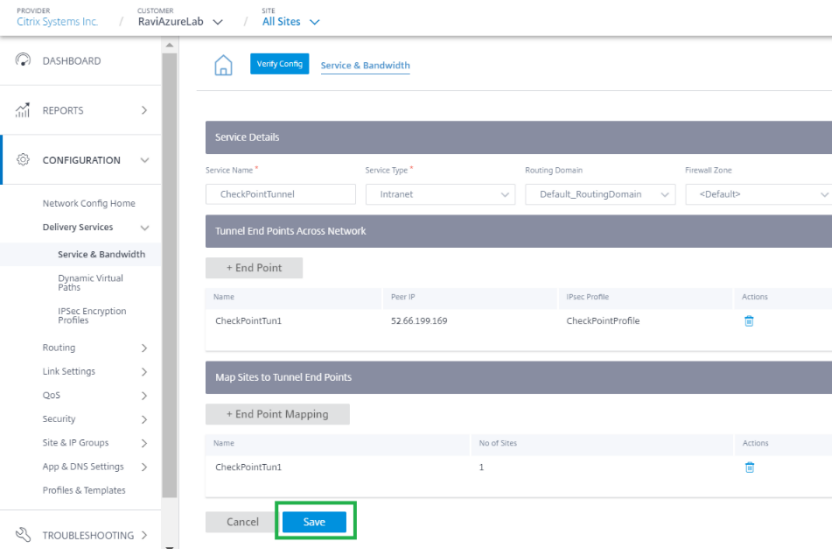 PROVIDER
Citrix Systems Inc.
/
CUSTOMER
RaviAzureLab
/
SITE
All Sites
DASHBOARD
REPORTS
CONFIGURATION
Network Config Home
Delivery Services
Service & Bandwidth
Dynamic Virtual
Paths
IPSec Encryption
Profiles
Routing
Link Settings
QoS
Security
Site & IP Groups
App & DNS Settings
Profiles & Templates
TROUBLESHOOTING
Verify Config
Service & Bandwidth
Service Details
Service Name * Service Type * Routing Domain Firewall Zone
CheckPointTunnel Intranet Default_RoutingDomain <Default>
Tunnel End Points Across Network
+ End Point
Name Peer IP IPsec Profile Actions
CheckPointTun1 52.66.199.169 CheckPointProfile
Map Sites to Tunnel End Points
+ End Point Mapping
Name No of Sites Actions
CheckPointTun1 1
Cancel Save